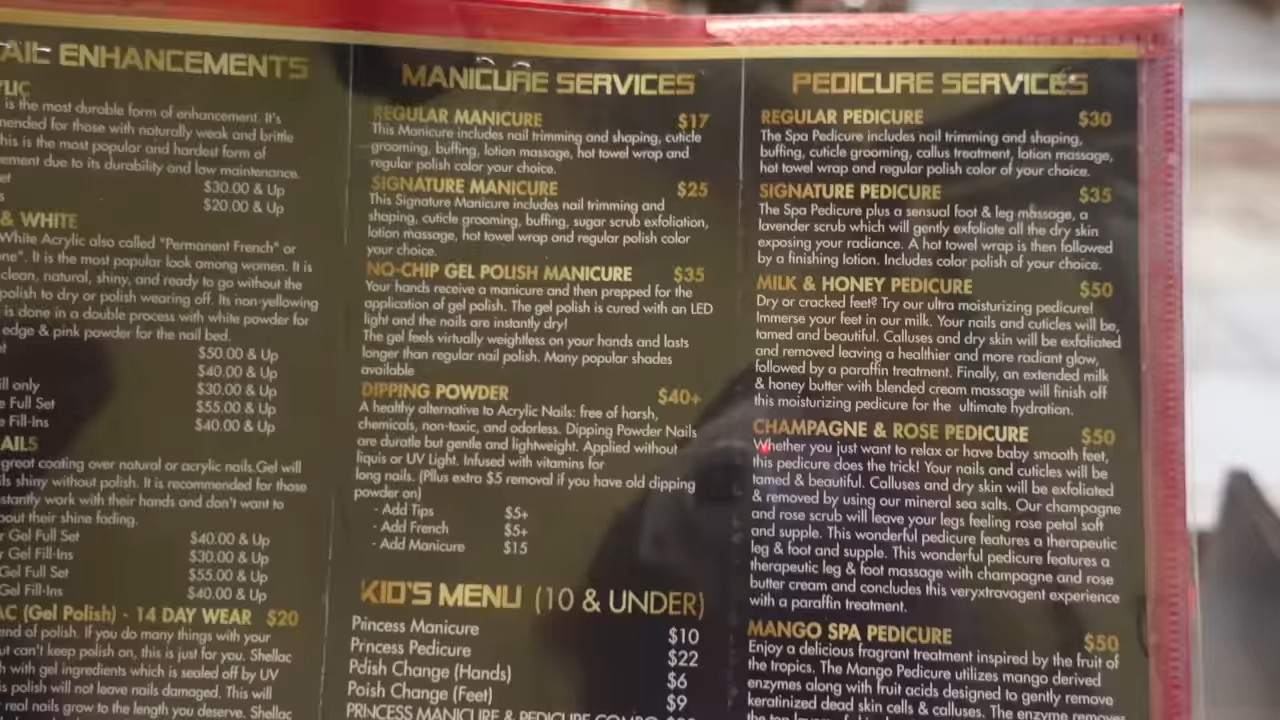 AIL ENHANCEMENTS
YLIC
is the most durable form of enhancement. It's
mended for those with naturally weak and brittle
his is the most popular and hardest form of
ement due to its durability and law maintenance.
et $30.00 & Up
s $20.00 & Up
& WHITE
White Acrylic also called "Permanent French" or
ne". It is the most popular look among women. It is
clean, natural, shiny, and ready to go without the
polish to dry or polish wearing off. Its non-yellowing
is done in a double process with white powder for
edge & pink powder for the nail bed.
$50.00 & Up
$40.00 & Up
ill only $30.00 & Up
e Full Set $55.00 & Up
e Fill-Ins $40.00 & Up
AILS
great coating over natural or acrylic nails.Gel will
ils shiny without polish. It is recommended for those
stantly work with their hands and don't want to
bout their shine fading.
r Gel Full Set $40.00 & Up
r Gel Fill-Ins $30.00 & Up
Gel Full Set $55.00 & Up
Gel Fill-Ins $40.00 & Up
AC (Gel Polish) - 14 DAY WEAR $20
end of polish. If you do many things with your
ut can't keep polish on, this is just for you. Shellac
h with gel ingredients which is sealed off by UV
is polish will not leave nails damaged. This will
real nails grow to the length you deserve. Shellac
MANICURE SERVICES
REGULAR MANICURE $17
This Manicure includes nail trimming and shaping, cuticle
grooming, buffing, lotion massage, hot towel wrap and
regular polish color your choice.
SIGNATURE MANICURE $25
This Signature Manicure includes nail trimming and
shaping, cuticle grooming, buffing, sugar scrub exfoliation,
lotion massage, hot towel wrap and regular polish color
your choice.
NO-CHIP GEL POLISH MANICURE $35
Your hands receive a manicure and then prepped for the
application of gel polish. The gel polish is cured with an LED
light and the nails are instantly dry!
The gel feels virtually weightless on your hands and lasts
longer than regular nail polish. Many popular shades
available
DIPPING POWDER $40+
A healthy alternative to Acrylic Nails: free of harsh,
chemicals, non-toxic, and odorless. Dipping Powder Nails
are duratle but gentle and lightweight. Applied without
liquis or UV Light. Infused with vitamins for
long nails. (Pllus extra $5 removal if you have old dipping
powder on)
- Add Tips $5+
- Add French $5+
- Add Manicure $15
KID'S MENU (10 & UNDER)
Princess Manicure $10
Prncess Pedicure $22
Pdish Change (Hands) $6
Poish Change (Feet) $9
PRINCESS MANICURE & PEDICURE COMBO
PEDICURE SERVICES
REGULAR PEDICURE $30
The Spa Pedicure includes nail trimming and shaping,
buffing, cuticle grooming, callus treatment, lotion massage,
hot towel wrap and regular polish color of your choice.
SIGNATURE PEDICURE $35
The Spa Pedicure plus a sensual foot & leg massage, a
lavender scrub which will gently exfoliate all the dry skin
exposing your radiance. A hot towel wrap is then followed
by a finishing lotion. Includes color polish of your choice.
MILK & HONEY PEDICURE $50
Dry or cracked feet? Try our ultra moisturizing pedicure!
Immerse your feet in our milk. Your nails and cuticles will be,
tamed and beautiful. Calluses and dry skin will be exfoliated
and removed leaving a healthier and more radiant glow,
followed by a paraffin treatment. Finally, an extended milk
& honey butter with blended cream massage will finish off
this moisturizing pedicure for the ultimate hydration.
CHAMPAGNE & ROSE PEDICURE $50
Whether you just want to relax or have baby smooth feet,
this pedicure does the trick! Your nails and cuticles will be
tamed & beautiful. Calluses and dry skin will be exfoliated
& removed by using our mineral sea salts. Our champagne
and rose scrub will leave your legs feeling rose petal soft
and supple. This wonderful pedicure features a therapeutic
leg & foot and supple. This wonderful pedicure features a
therapeutic leg & foot massage with champagne and rose
butter cream and concludes this veryxtravagent experience
with a paraffin treatment.
MANGO SPA PEDICURE $50
Enjoy a delicious fragrant treatment inspired by the fruit of
the tropics. The Mango Pedicure utilizes mango derived
enzymes along with fruit acids designed to gently remove
keratinized dead skin cells & calluses. The enzyme removes